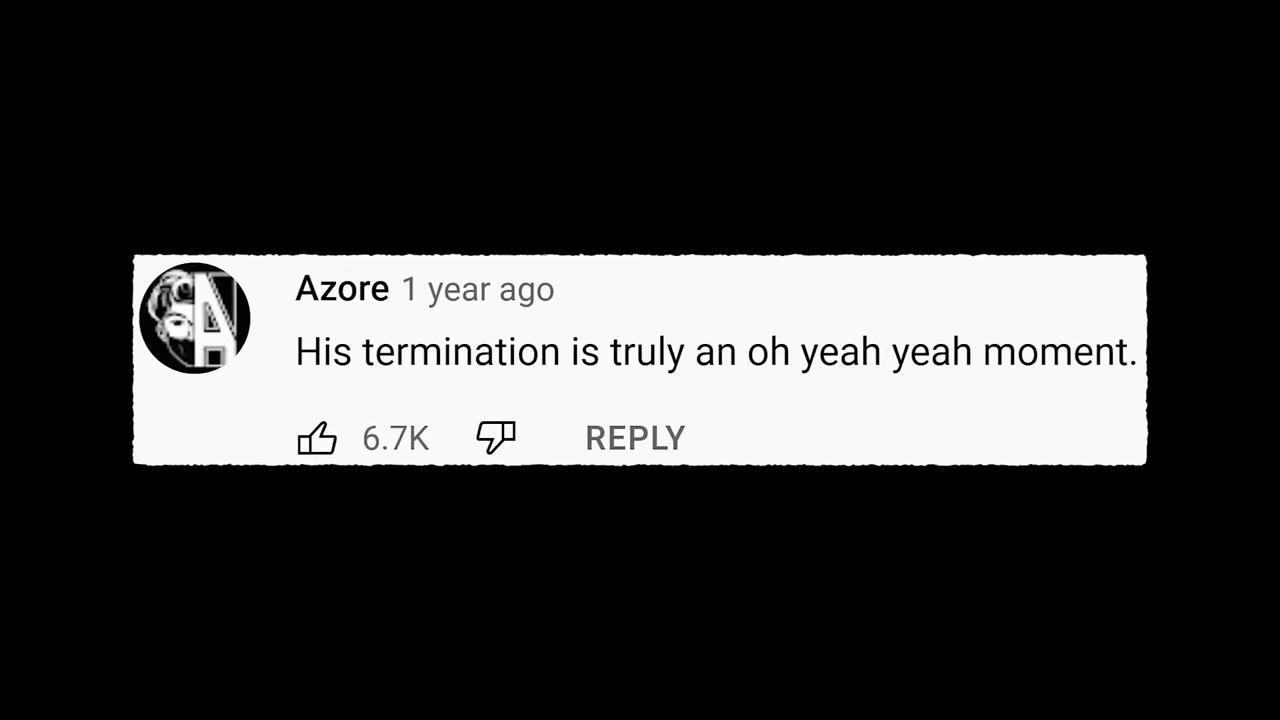 Azore 1 year ago
His termination is truly an oh yeah yeah moment.
6.7K REPLY